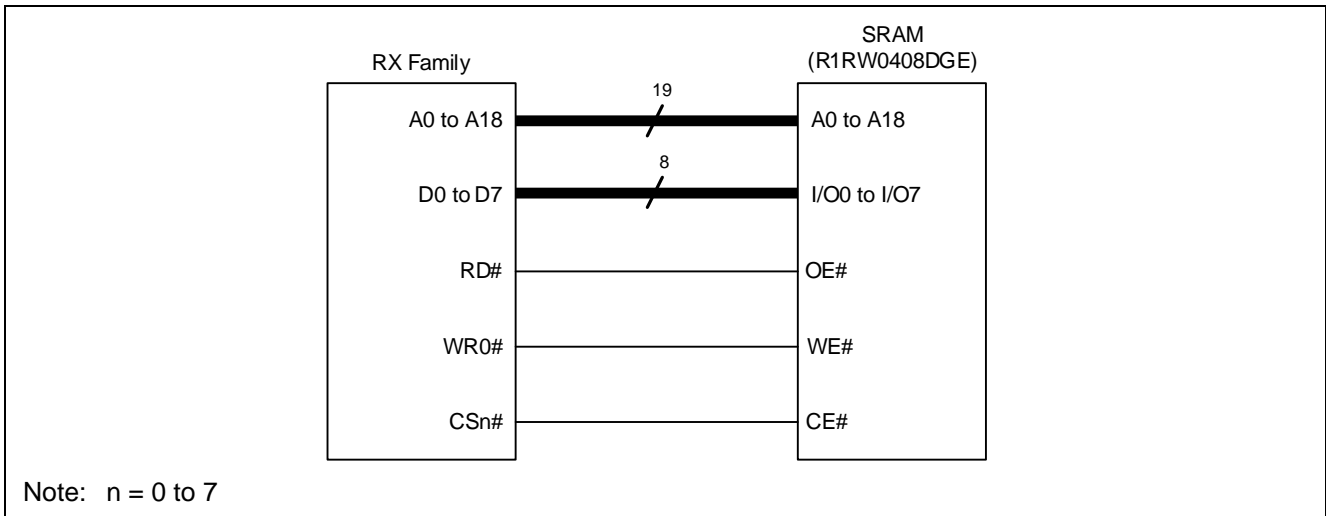 SRAM
(R1RW0408DGE)
RX Family
19
A0 to A18
A0 to A18
8
D0 to D7
I/O0 to I/O7
RD#
OE#
WR0#
WE#
CSn#
CE#
Note: n = 0 to 7